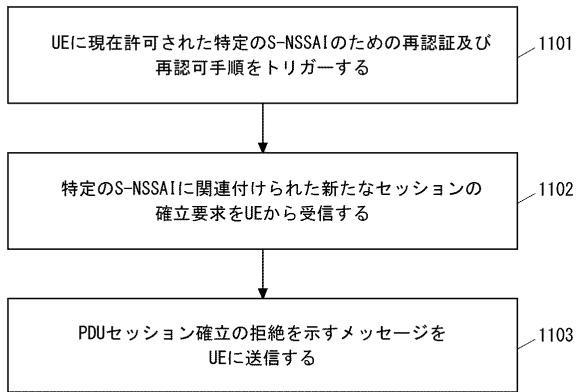 UEに現在許可された特定のS-NSSAIのための再認証及び
再認可手順をトリガーする
1101
特定のS-NSSAIに関連付けられた新たなセッションの
確立要求をUEから受信する
1102
PDUセッション確立の拒絶を示すメッセージを
UEに送信する
1103